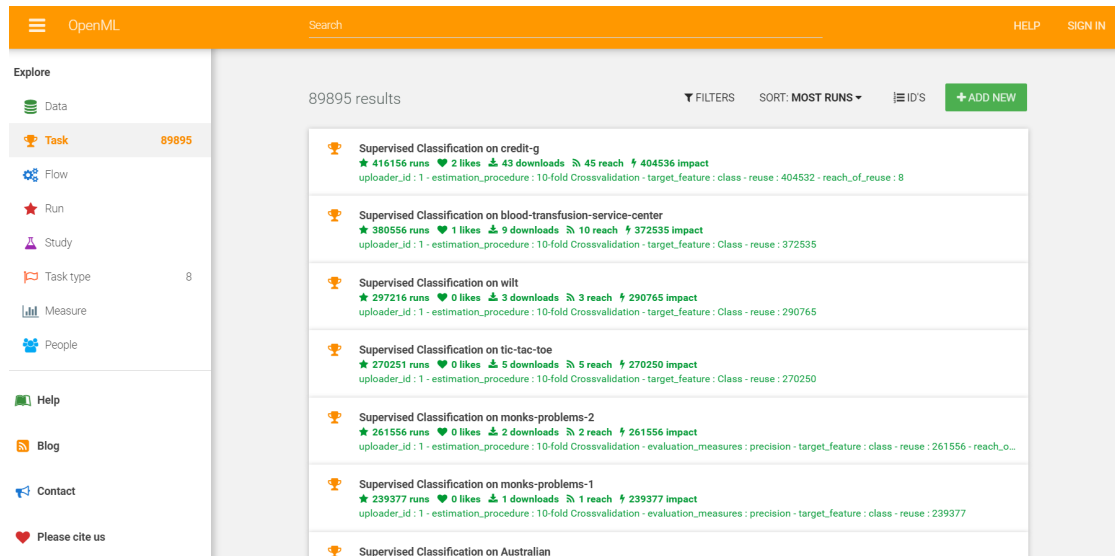 OpenML
Search
HELP
SIGN IN
Explore
Data
Task 89895
Flow
Run
Study
Task type 8
Measure
People
Help
Blog
Contact
Please cite us
89895 results
FILTERS
SORT: MOST RUNS
ID'S
+ ADD NEW
Supervised Classification on credit-g
416156 runs 2 likes 43 downloads 45 reach 404536 impact
uploader_id : 1 - estimation_procedure : 10-fold Crossvalidation - target_feature : class - reuse : 404532 - reach_of_reuse : 8
Supervised Classification on blood-transfusion-service-center
380556 runs 1 likes 9 downloads 10 reach 372535 impact
uploader_id : 1 - estimation_procedure : 10-fold Crossvalidation - target_feature : Class - reuse : 372535
Supervised Classification on wilt
297216 runs 0 likes 3 downloads 3 reach 290765 impact
uploader_id : 1 - estimation_procedure : 10-fold Crossvalidation - target_feature : Class - reuse : 290765
Supervised Classification on tic-tac-toe
270251 runs 0 likes 5 downloads 5 reach 270250 impact
uploader_id : 1 - estimation_procedure : 10-fold Crossvalidation - target_feature : Class - reuse : 270250
Supervised Classification on monks-problems-2
261556 runs 0 likes 2 downloads 2 reach 261556 impact
uploader_id : 1 - estimation_procedure : 10-fold Crossvalidation - evaluation_measures : precision - target_feature : class - reuse : 261556 - reach_o...
Supervised Classification on monks-problems-1
239377 runs 0 likes 1 downloads 1 reach 239377 impact
uploader_id : 1 - estimation_procedure : 10-fold Crossvalidation - evaluation_measures : precision - target_feature : class - reuse : 239377
Supervised Classification on Australian